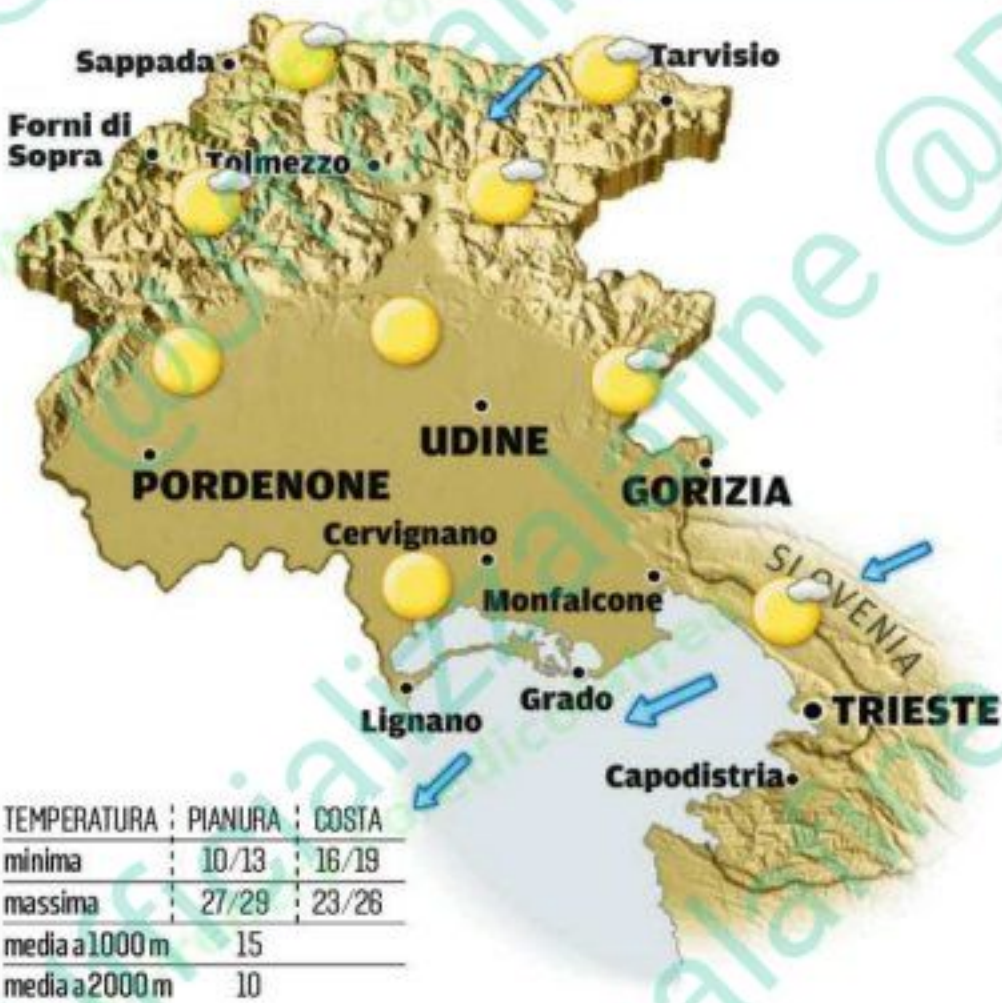 Sappada
Tarvisio
Forni di
Sopra
Tolmezzo
UDINE
PORDENONE
GORIZIA
Cervignano
SLOVENIA
Monfalcone
Grado
Lignano
TRIESTE
Capodistria
TEMPERATURA PIANURA COSTA
minima 10/13 16/19
massima 27/29 23/26
media a 1000 m 15
media a 2000 m 10